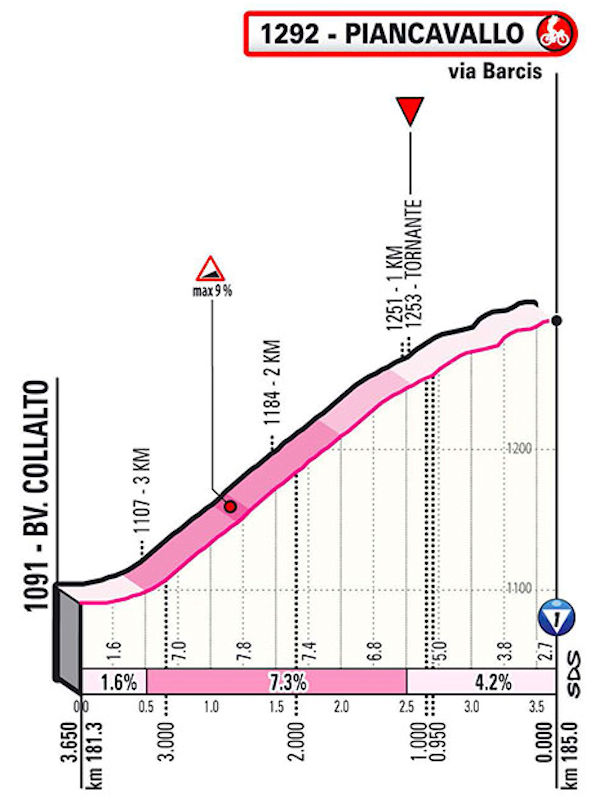 1292 - PIANCAVALLO
via Barcis
max 9%
1091 - BV. COLLALTO
1107 - 3 KM
1184 - 2 KM
1251 - 1 KM
1253 - TORNANTE
1200
1100
1
1.6
7.0
7.8
7.4
6.8
5.0
3.8
2.7
1.6%
7.3%
4.2%
SDS
0.0
0.5
1.0
1.5
2.0
2.5
3.0
3.5
3.650
km 181.3
3.000
2.000
1.000
0.950
0.000
km 185.0